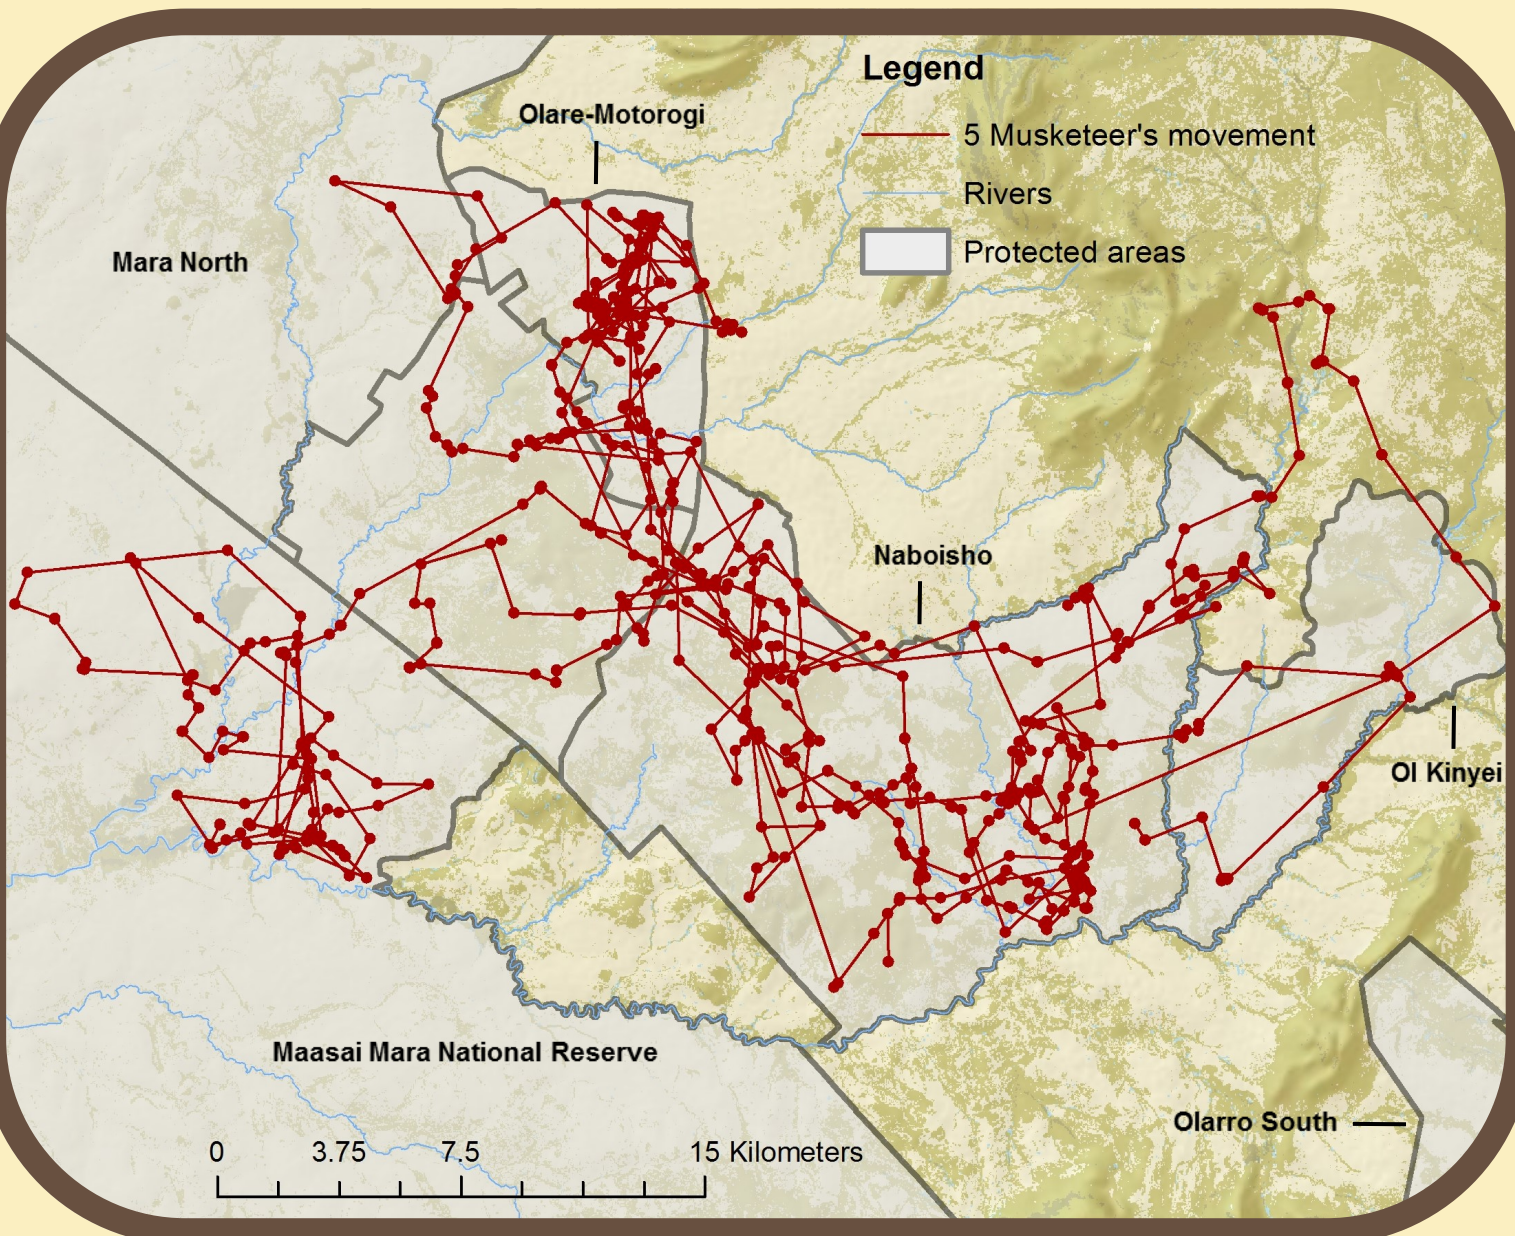 Legend
Olare-Motorogi
5 Musketeer's movement
Rivers
Mara North
Protected areas
Naboisho
Ol Kinyei
Maasai Mara National Reserve
Olarro South
0 3.75 7.5 15 Kilometers